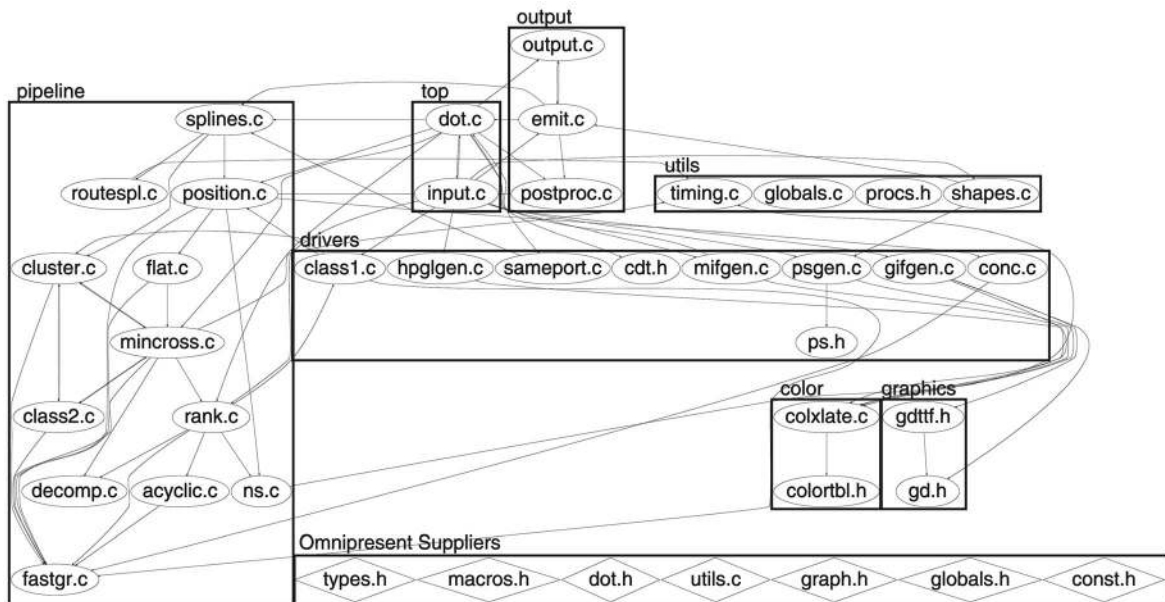 output
output.c
pipeline
top
splines.c
dot.c
emit.c
utils
routespl.c
position.c
input.c
postproc.c
timing.c
globals.c
procs.h
shapes.c
drivers
cluster.c
flat.c
class1.c
hpglgen.c
sameport.c
cdt.h
mifgen.c
psgen.c
gifgen.c
conc.c
mincross.c
ps.h
color
graphics
class2.c
rank.c
colxlate.c
gdttf.h
decomp.c
acyclic.c
ns.c
colortbl.h
gd.h
Omnipresent Suppliers
fastgr.c
types.h
macros.h
dot.h
utils.c
graph.h
globals.h
const.h